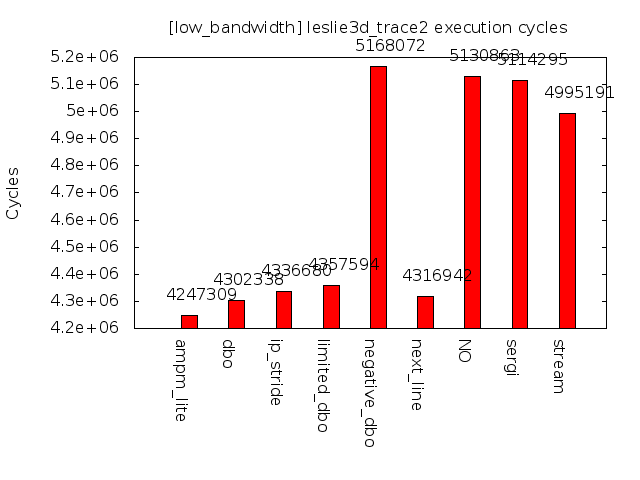 [low_bandwidth] leslie3d_trace2 execution cycles
Cycles
5.2e+06
5.1e+06
5e+06
4.9e+06
4.8e+06
4.7e+06
4.6e+06
4.5e+06
4.4e+06
4.3e+06
4.2e+06
4247309
4302338
4336680
4357594
5168072
4316942
5130863
5114295
4995191
ampm_lite
dbo
ip_stride
limited_dbo
negative_dbo
next_line
NO
sergi
stream